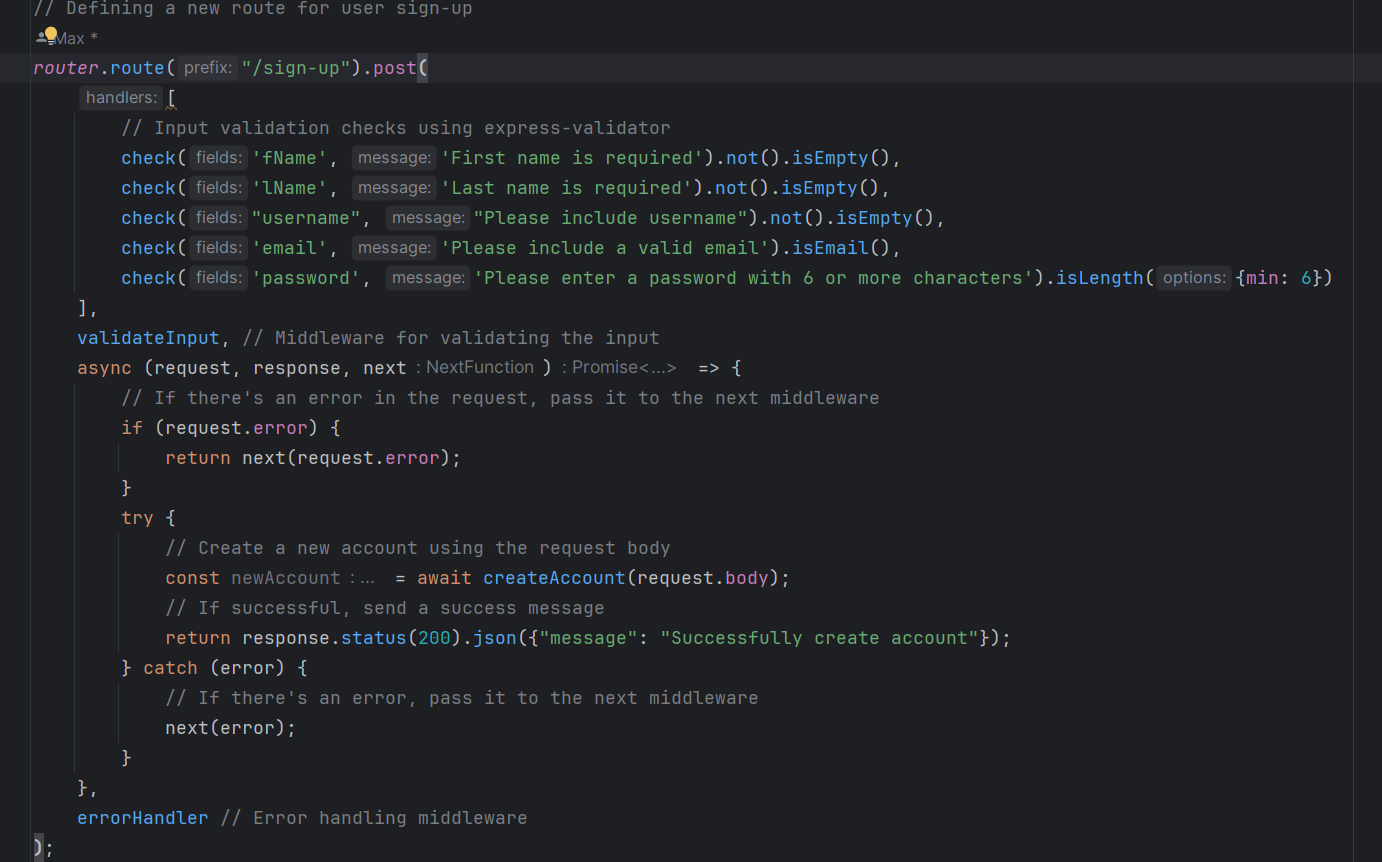 // Defining a new route for user sign-up
Max *
router.route( prefix: "/sign-up").post(
handlers: [
// Input validation checks using express-validator
check( fields: 'fName', message: 'First name is required').not().isEmpty(),
check( fields: 'lName', message: 'Last name is required').not().isEmpty(),
check( fields: "username", message: "Please include username").not().isEmpty(),
check( fields: 'email', message: 'Please include a valid email').isEmail(),
check( fields: 'password', message: 'Please enter a password with 6 or more characters').isLength( options: {min: 6})
],
validateInput, // Middleware for validating the input
async (request, response, next : NextFunction ) : Promise<...> => {
// If there's an error in the request, pass it to the next middleware
if (request.error) {
return next(request.error);
}
try {
// Create a new account using the request body
const newAccount : ... = await createAccount(request.body);
// If successful, send a success message
return response.status(200).json({"message": "Successfully create account"});
} catch (error) {
// If there's an error, pass it to the next middleware
next(error);
}
},
errorHandler // Error handling middleware
);